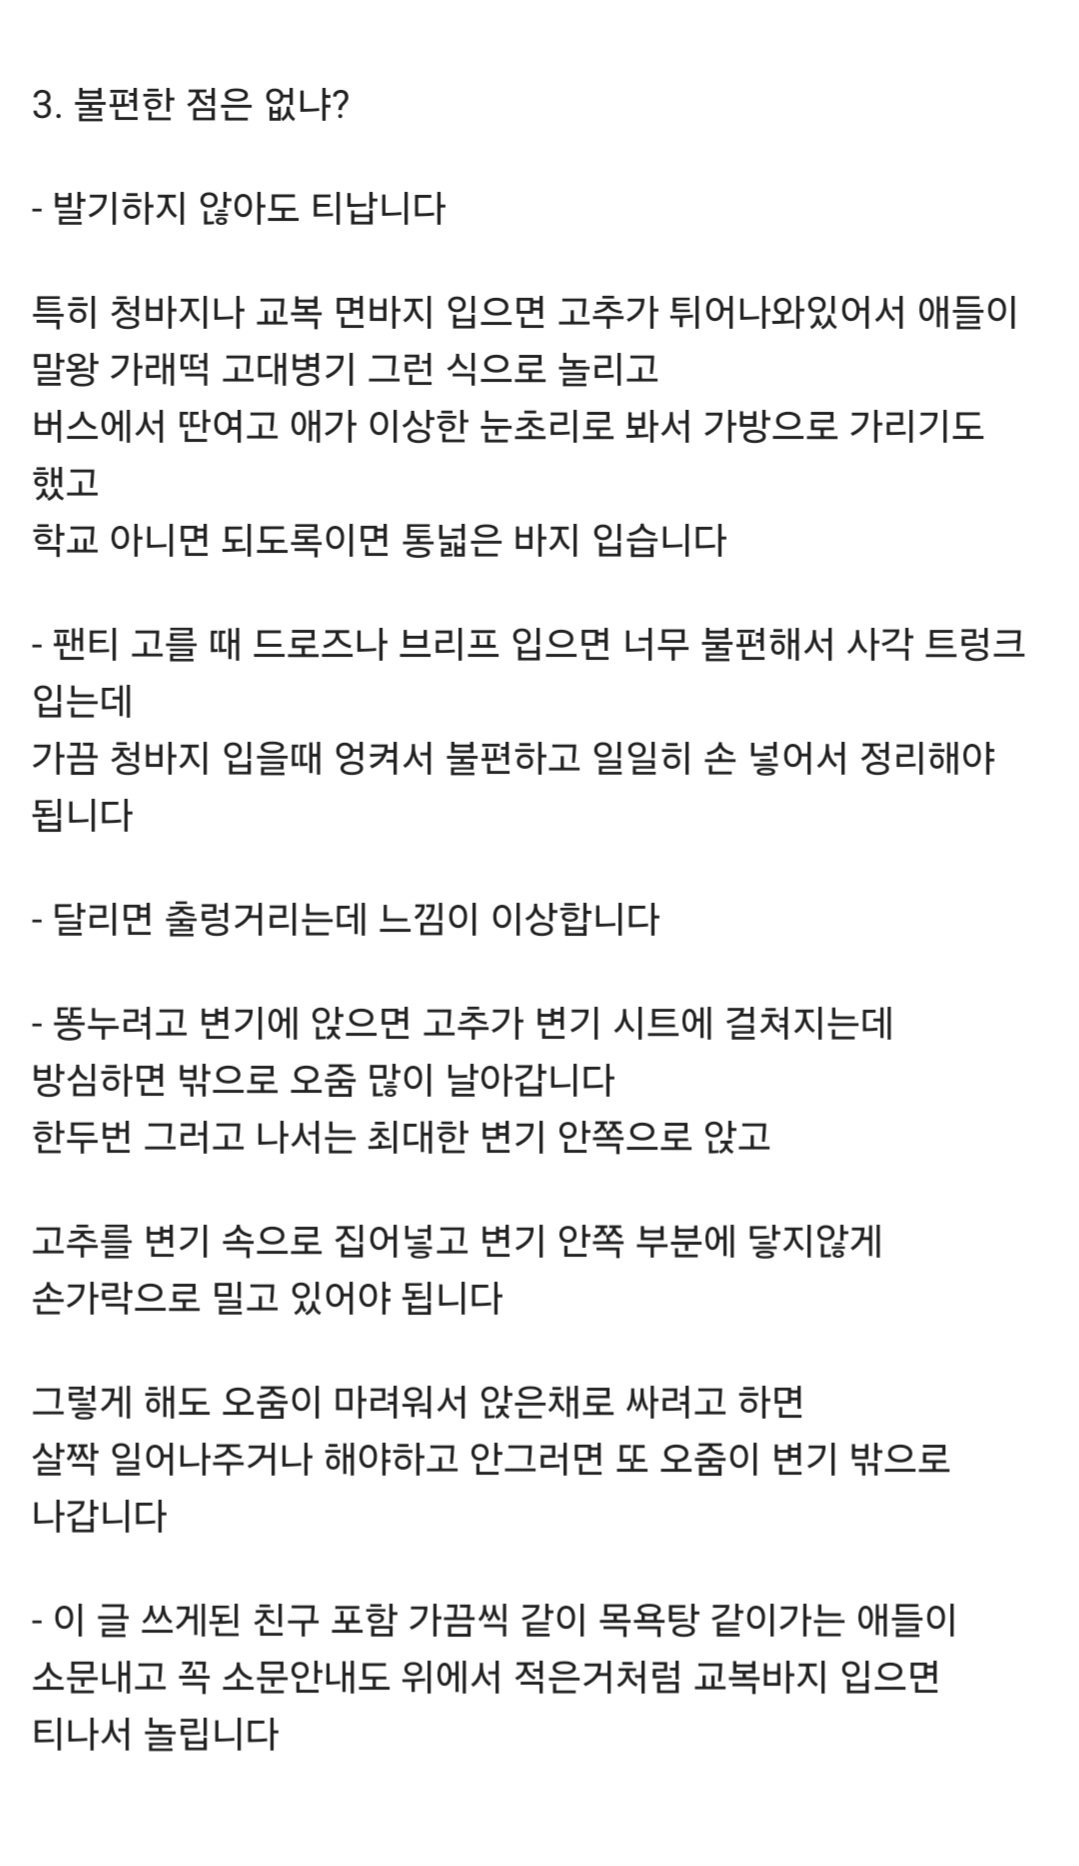 3. 불편한 점은 없냐?
- 발기하지 않아도 티납니다
특히 청바지나 교복 면바지 입으면 고추가 튀어나와있어서 애들이
말왕 가래떡 고대병기 그런 식으로 놀리고
버스에서 딴여고 애가 이상한 눈초리로 봐서 가방으로 가리기도
했고
학교 아니면 되도록이면 통넓은 바지 입습니다
- 팬티 고를 때 드로즈나 브리프 입으면 너무 불편해서 사각 트렁크
입는데
가끔 청바지 입을때 엉켜서 불편하고 일일히 손 넣어서 정리해야
됩니다
- 달리면 출렁거리는데 느낌이 이상합니다
- 똥누려고 변기에 앉으면 고추가 변기 시트에 걸쳐지는데
방심하면 밖으로 오줌 많이 날아갑니다
한두번 그러고 나서는 최대한 변기 안쪽으로 앉고
고추를 변기 속으로 집어넣고 변기 안쪽 부분에 닿지않게
손가락으로 밀고 있어야 됩니다
그렇게 해도 오줌이 마려워서 앉은채로 싸려고 하면
살짝 일어나주거나 해야하고 안그러면 또 오줌이 변기 밖으로
나갑니다
- 이 글 쓰게된 친구 포함 가끔씩 같이 목욕탕 같이가는 애들이
소문내고 꼭 소문안내도 위에서 적은거처럼 교복바지 입으면
티나서 놀립니다